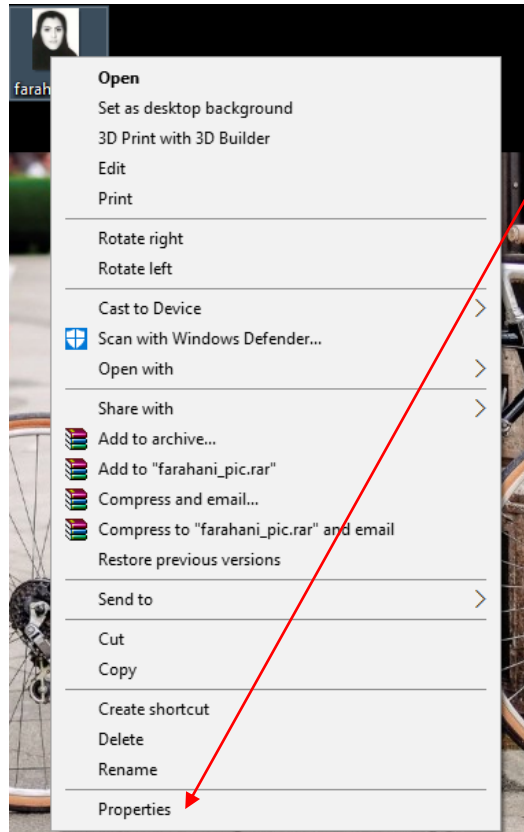 farah
Open
Set as desktop background
3D Print with 3D Builder
Edit
Print
Rotate right
Rotate left
Cast to Device
Scan with Windows Defender...
Open with
Share with
Add to archive...
Add to "farahani_pic.rar"
Compress and email...
Compress to "farahani_pic.rar" and email
Restore previous versions
Send to
Cut
Copy
Create shortcut
Delete
Rename
Properties